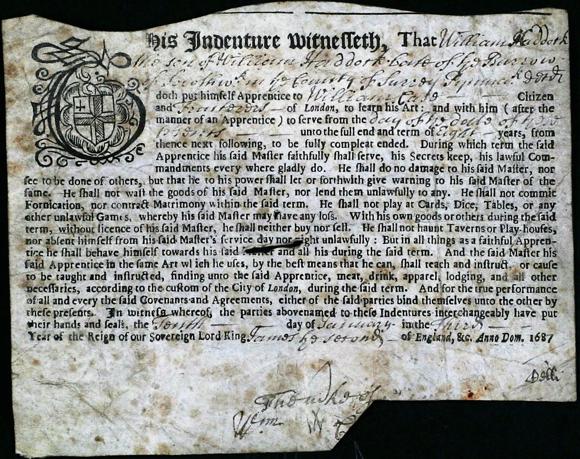 This Indenture Witnesseth, That William Haddock
the son of William Haddock late of the Burrow
of Southwark in the County of Surrey decd
doth put himself Apprentice to William Citizen
and of London, to learn his Art: and with him (after the
manner of an Apprentice) to serve from the day of the date of these
presents unto the full end and term of Eight years, from
thence next following, to be fully compleat ended. During which term the said
Apprentice his said Maſter faithfully ſhall ſerve, his Secrets keep, his lawful Com-
mandments every where gladly do. He ſhall do no damage to his ſaid Maſter, nor
ſee to be done of others, but that he to his power ſhall let or forthwith give warning to his ſaid Maſter of the
ſame. He ſhall not waſt the goods of his ſaid Maſter, nor lend them unlawfully to any. He ſhall not commit
Fornication, nor contract Matrimony within the ſaid term. He ſhall not play at Cards, Dice, Tables, or any
other unlawful Games, whereby his ſaid Maſter may have any loſs. With his own goods or others during the ſaid
term, without licence of his ſaid Maſter, he ſhall neither buy nor ſell. He ſhall not haunt Taverns or Play-houſes,
nor abſent himſelf from his ſaid Maſter's ſervice day nor night unlawfully: But in all things as a faithful Appren-
tice he ſhall behave himſelf towards his ſaid Maſter and all his during the ſaid term. And the ſaid Maſter his
ſaid Apprentice in the ſame Art which he uſes, by the beſt means that he can, ſhall teach and inſtruct or cauſe
to be taught and inſtructed, finding unto the ſaid Apprentice, meat, drink, apparel, lodging, and all other
neceſſaries, according to the cuſtom of the City of London, during the ſaid term. And for the true performance
of all and every the ſaid Covenants and Agreements, either of the ſaid parties bind themſelves unto the other by
theſe preſents. In witneſs whereof, the parties abovenamed to theſe Indentures interchangeably have put
their hands and ſeals, the Tenth day of January in the Third
Year of the Reign of our Sovereign Lord King James the Second of England, &c. Anno Dom. 1687
The marke of
Wm